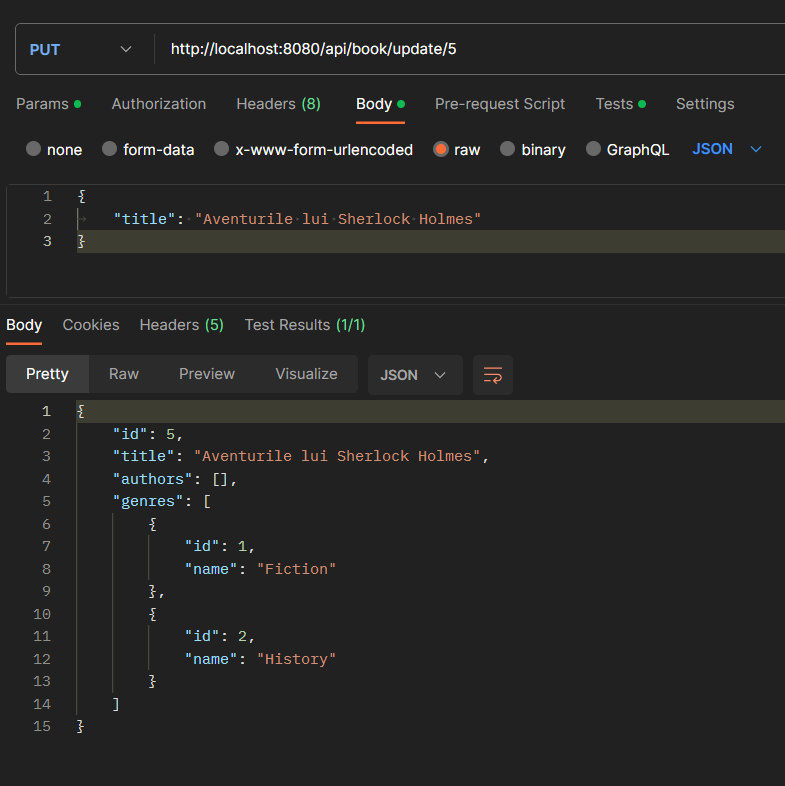 PUT http://localhost:8080/api/book/update/5
Params Authorization Headers (8) Body Pre-request Script Tests Settings
none form-data x-www-form-urlencoded raw binary GraphQL JSON
1 {
2 "title": "Aventurile lui Sherlock Holmes"
3 }
Body Cookies Headers (5) Test Results (1/1)
Pretty Raw Preview Visualize JSON
1 {
2 "id": 5,
3 "title": "Aventurile lui Sherlock Holmes",
4 "authors": [],
5 "genres": [
6 {
7 "id": 1,
8 "name": "Fiction"
9 },
10 {
11 "id": 2,
12 "name": "History"
13 }
14 ]
15 }